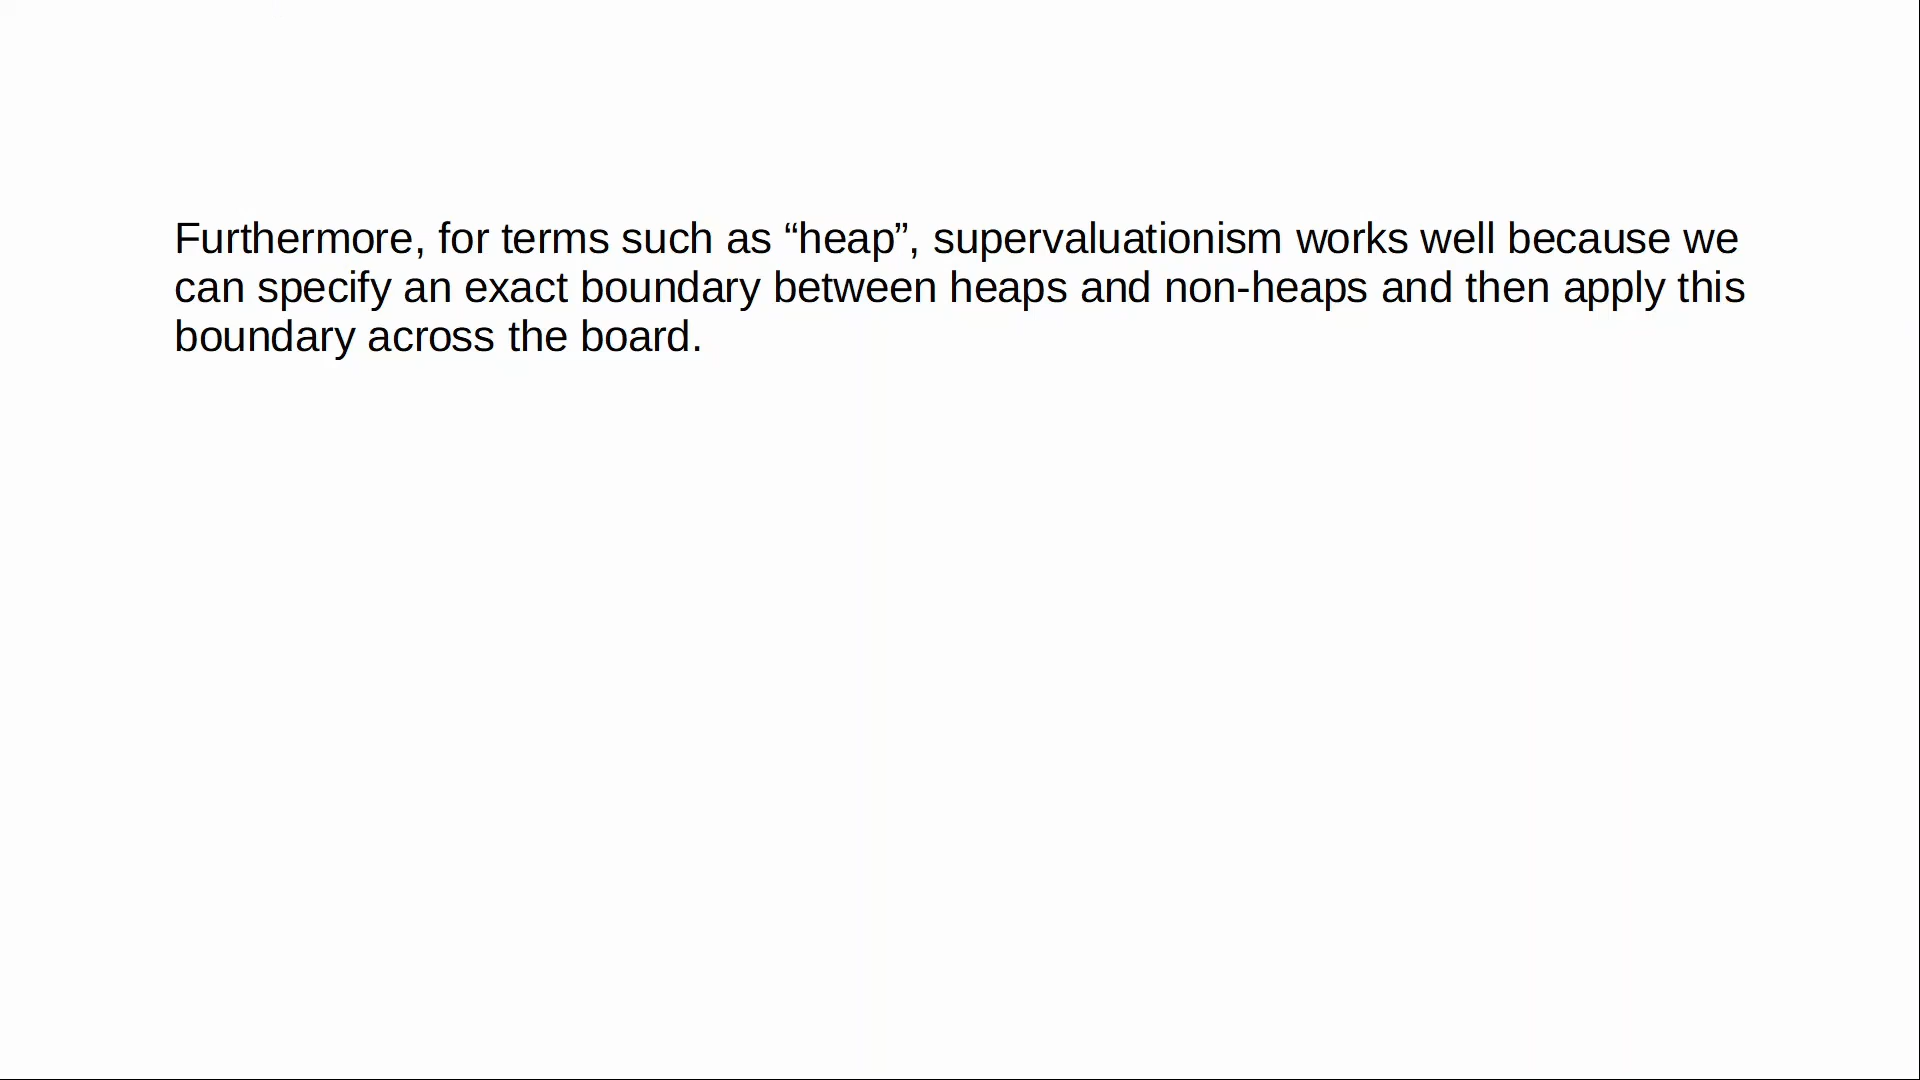 Furthermore, for terms such as “heap”, supervaluationism works well because we
can specify an exact boundary between heaps and non-heaps and then apply this
boundary across the board.